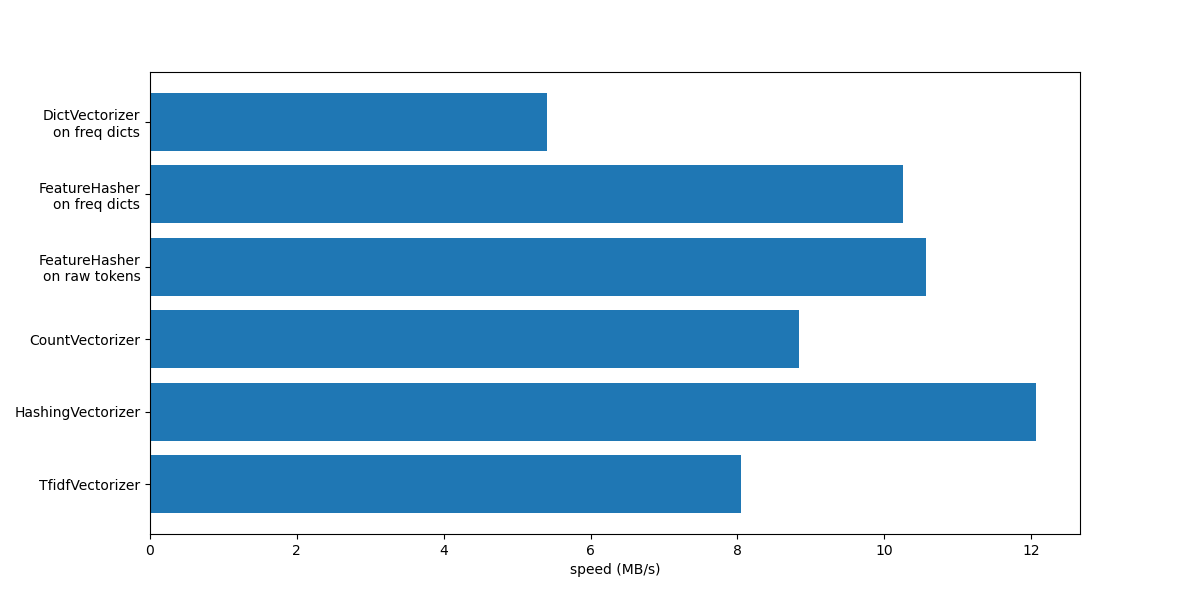 DictVectorizer
on freq dicts
FeatureHasher
on freq dicts
FeatureHasher
on raw tokens
CountVectorizer
HashingVectorizer
TfidfVectorizer
0 2 4 6 8 10 12
speed (MB/s)